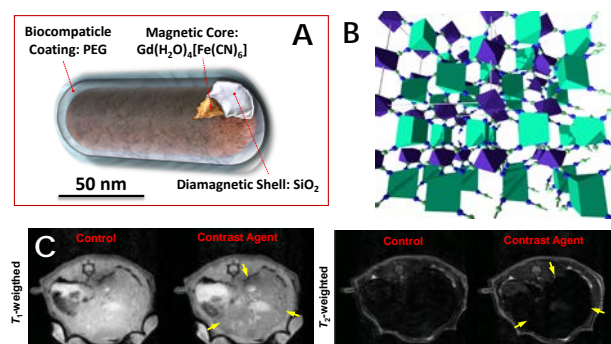 Biocompaticle
Coating: PEG
Magnetic Core:
Gd(H₂O)₄[Fe(CN)₆]
A
50 nm
Diamagnetic Shell: SiO₂
B
C
T₁-weigthed
Control
Contrast Agent
T₂-weighted
Control
Contrast Agent